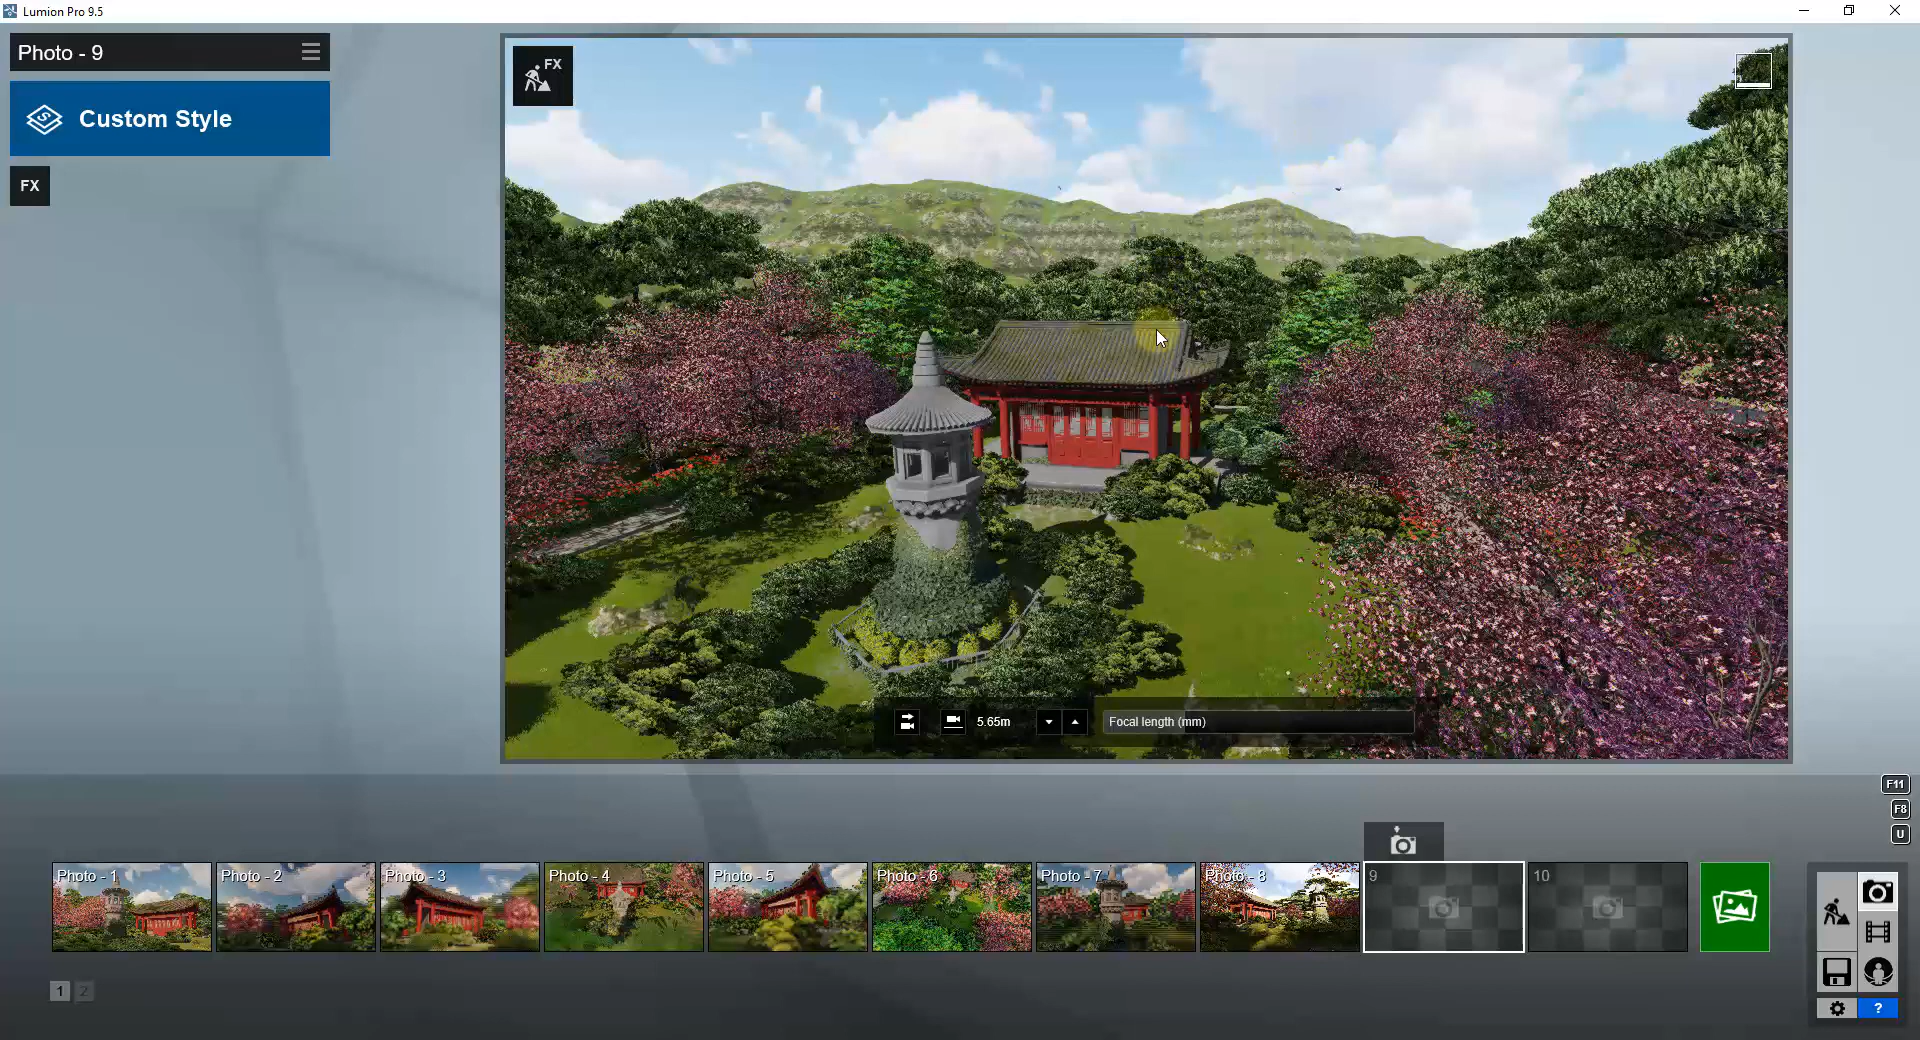 Lumion Pro 9.5
Photo - 9
Custom Style
FX
FX
5.65m
Focal length (mm)
F11
F8
U
Photo - 1
Photo - 2
Photo - 3
Photo - 4
Photo - 5
Photo - 6
Photo - 7
Photo - 8
9
10
1
2
?